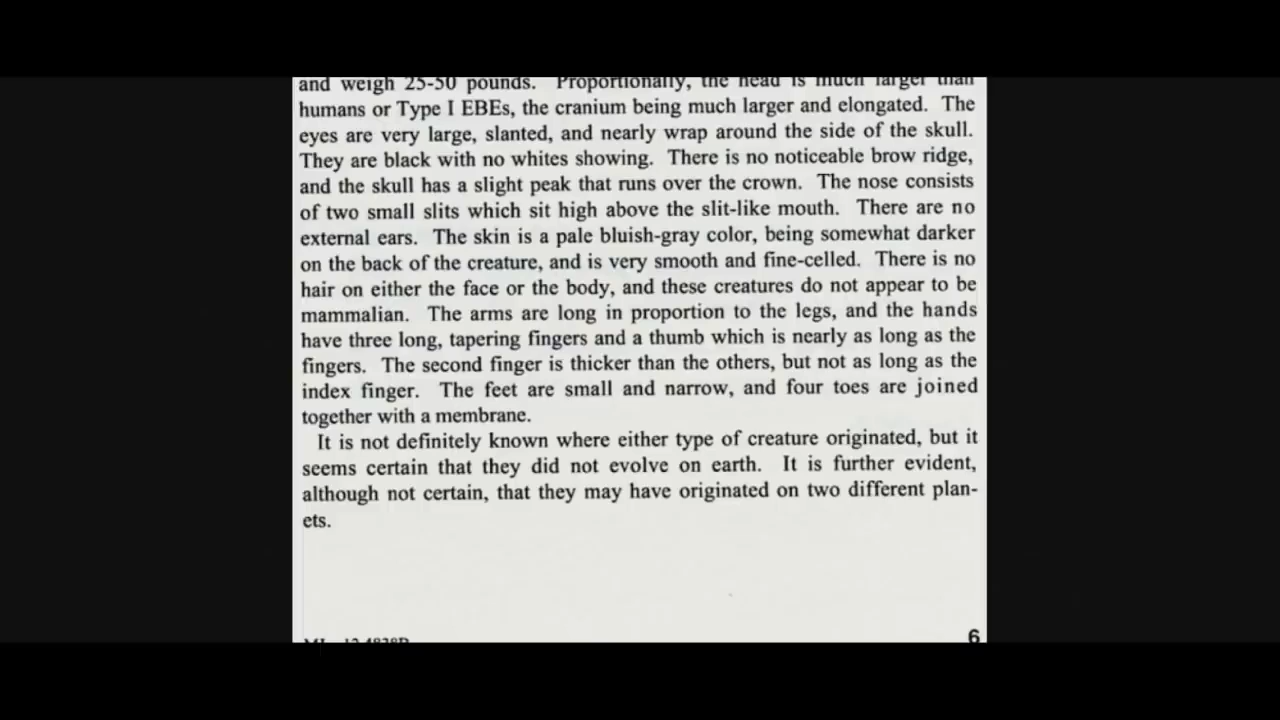 and weigh 25-50 pounds. Proportionally, the head is much larger than
humans or Type I EBEs, the cranium being much larger and elongated. The
eyes are very large, slanted, and nearly wrap around the side of the skull.
They are black with no whites showing. There is no noticeable brow ridge,
and the skull has a slight peak that runs over the crown. The nose consists
of two small slits which sit high above the slit-like mouth. There are no
external ears. The skin is a pale bluish-gray color, being somewhat darker
on the back of the creature, and is very smooth and fine-celled. There is no
hair on either the face or the body, and these creatures do not appear to be
mammalian. The arms are long in proportion to the legs, and the hands
have three long, tapering fingers and a thumb which is nearly as long as the
fingers. The second finger is thicker than the others, but not as long as the
index finger. The feet are small and narrow, and four toes are joined
together with a membrane.
It is not definitely known where either type of creature originated, but it
seems certain that they did not evolve on earth. It is further evident,
although not certain, that they may have originated on two different plan-
ets.
6